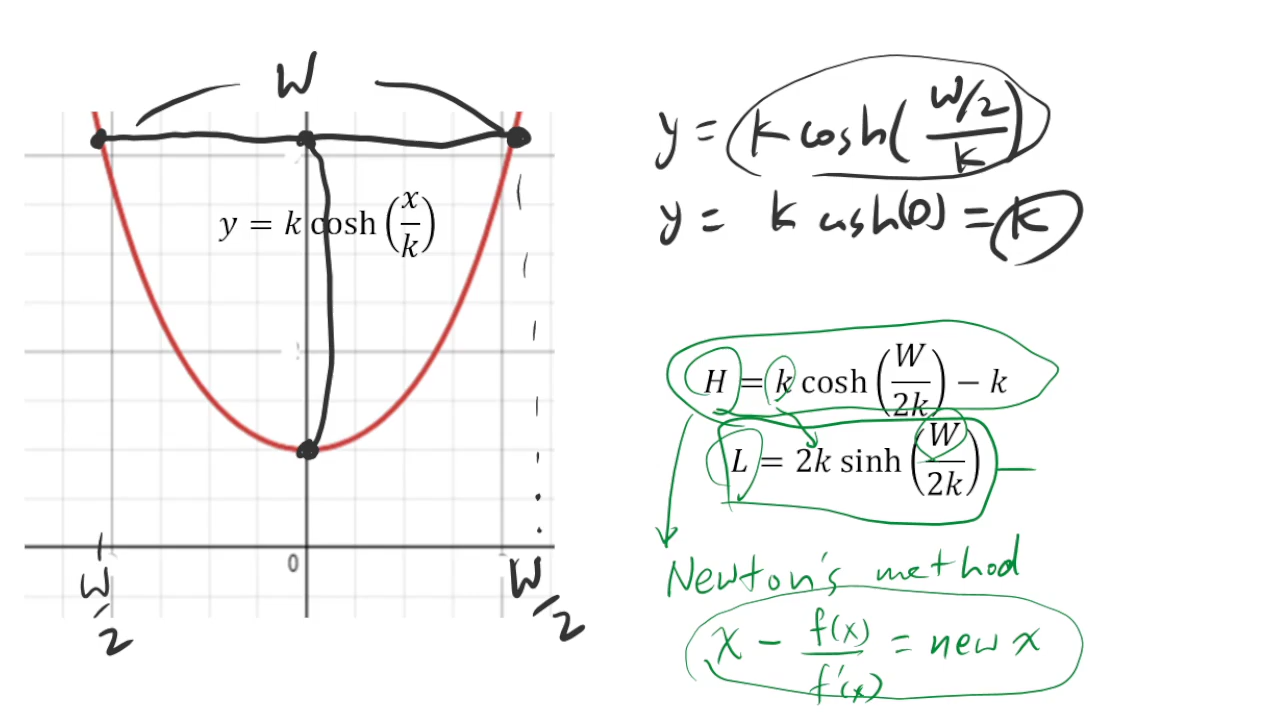 W
y = k cosh(x/k)
0
W/2
W/2
y = k cosh( (W/2)/k )
y = k cosh(0) = k
H = k cosh(W/2k) − k
L = 2k sinh(W/2k)
Newton's method
x − f(x)/f'(x) = new x